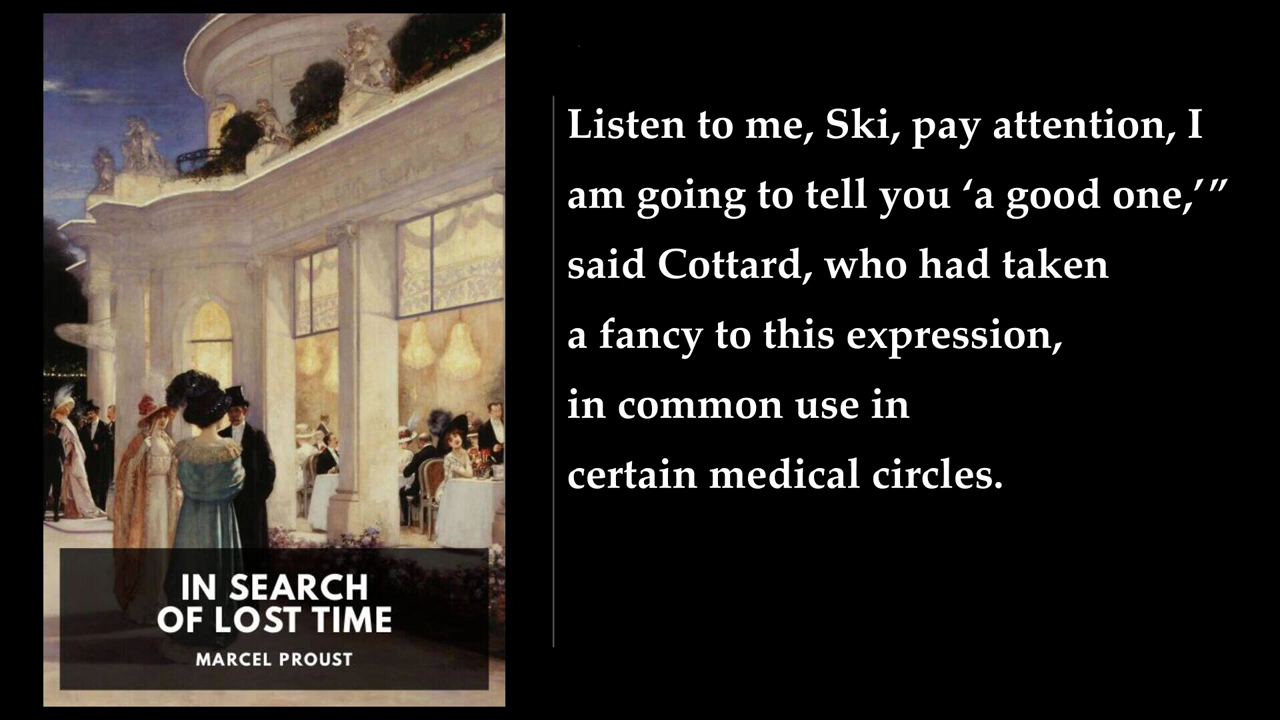 Listen to me, Ski, pay attention, I
am going to tell you ‘a good one,’”
said Cottard, who had taken
a fancy to this expression,
in common use in
certain medical circles.
IN SEARCH
OF LOST TIME
MARCEL PROUST